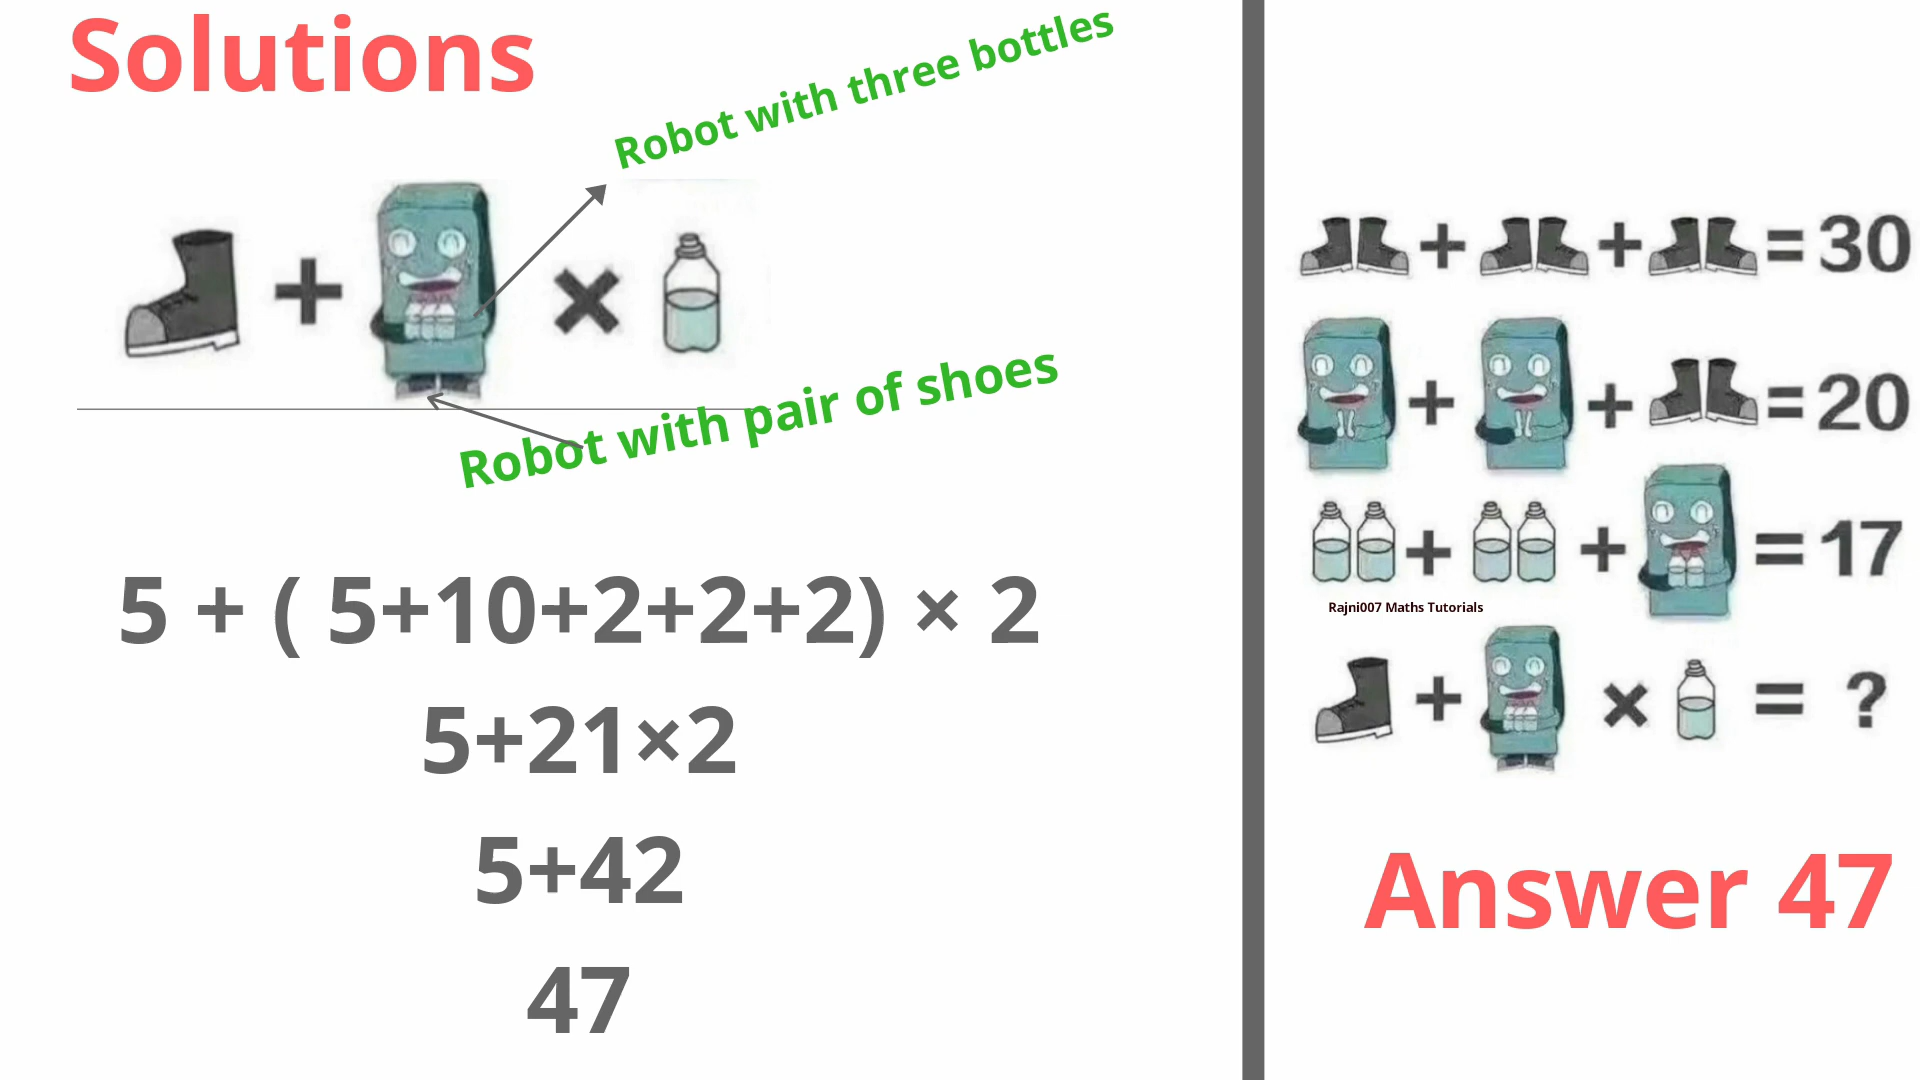 Solutions
Robot with three bottles
+ ×
Robot with pair of shoes
5 + ( 5+10+2+2+2) × 2
5+21×2
5+42
47
+ + = 30
+ + = 20
+ + = 17
Rajni007 Maths Tutorials
+ × = ?
Answer 47